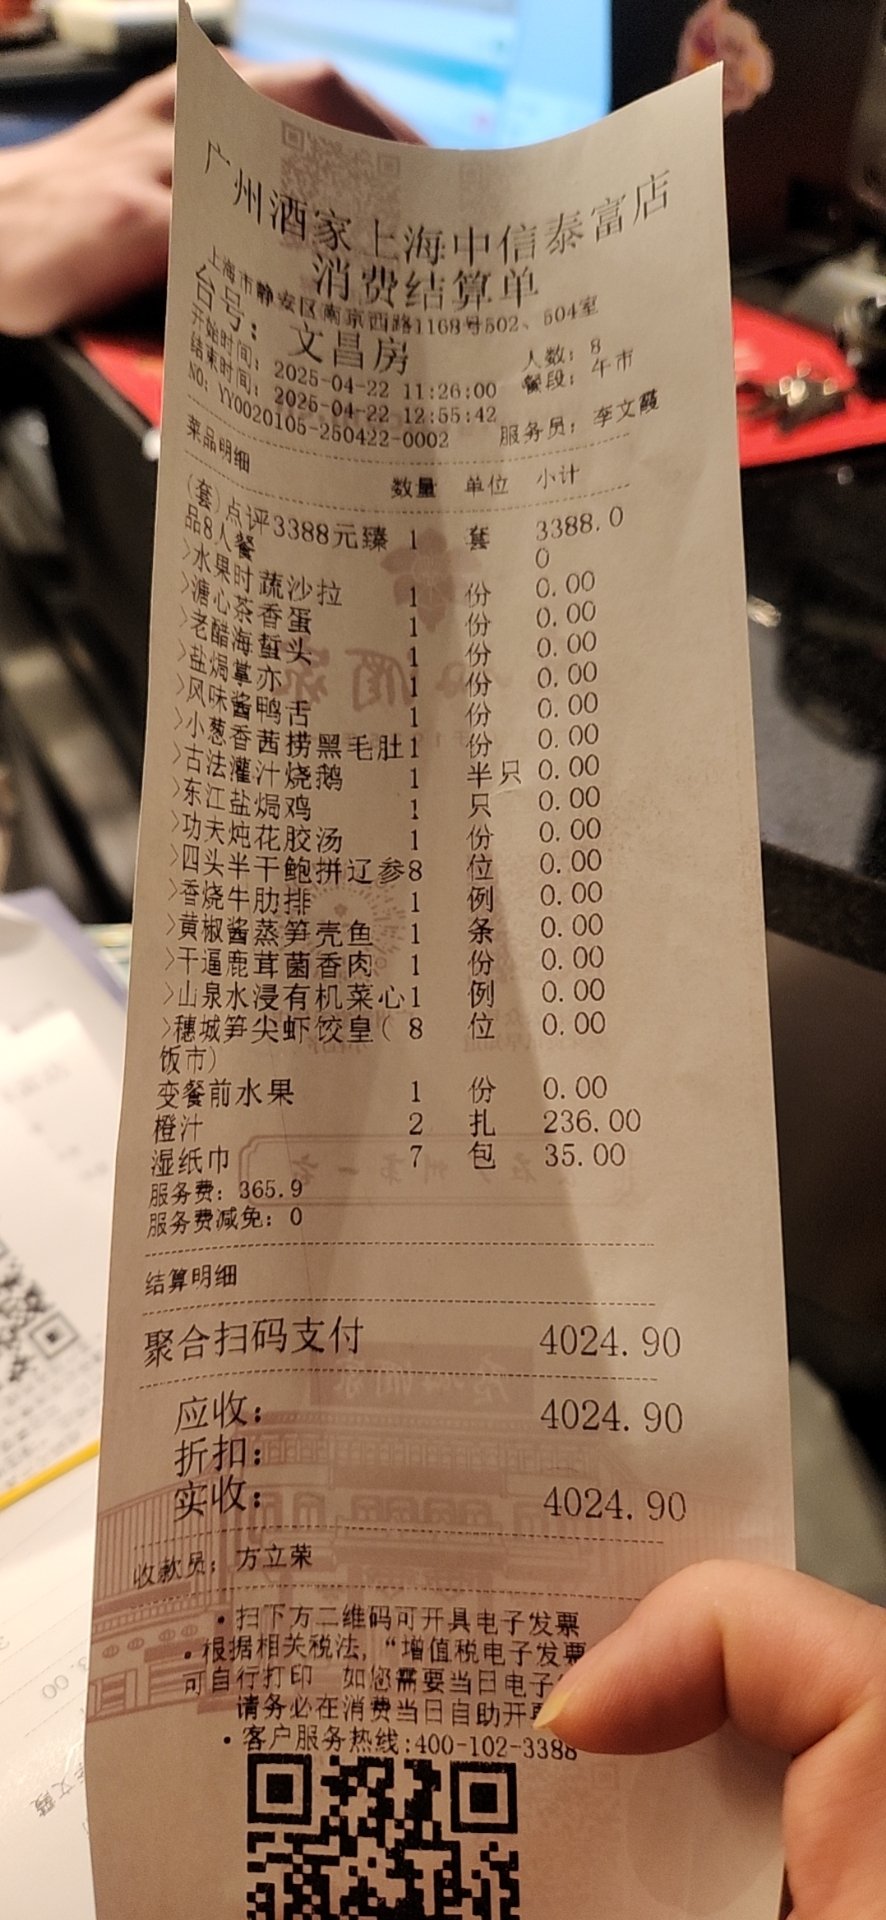 广州酒家上海中信泰富店
消费结算单
上海市静安区南京西路1168号502、504室
台号: 文昌房
开始时间: 2025-04-22 11:26:00 人数: 8
结束时间: 2025-04-22 12:55:42 餐段: 午市
NO: YY0020105-250422-0002 服务员: 李文霞
菜品明细 数量 单位 小计
(套)点评3388元臻 1 套 3388.0
品8人餐 0
>水果时蔬沙拉 1 份 0.00
>溏心茶香蛋 1 份 0.00
>老醋海蜇头 1 份 0.00
>盐焗掌亦 1 份 0.00
>风味酱鸭舌 1 份 0.00
>小葱香茜捞黑毛肚1 份 0.00
>古法灌汁烧鹅 1 半只 0.00
>东江盐焗鸡 1 只 0.00
>功夫炖花胶汤 1 份 0.00
>四头半干鲍拼辽参8 位 0.00
>香烧牛肋排 1 例 0.00
>黄椒酱蒸笋壳鱼 1 条 0.00
>干逼鹿茸菌香肉 1 份 0.00
>山泉水浸有机菜心1 例 0.00
>穗城笋尖虾饺皇( 8 位 0.00
饭市)
变餐前水果 1 份 0.00
橙汁 2 扎 236.00
湿纸巾 7 包 35.00
服务费: 365.9
服务费减免: 0
结算明细
聚合扫码支付 4024.90
应收: 4024.90
折扣:
实收: 4024.90
收款员: 方立荣
·扫下方二维码可开具电子发票
·根据相关税法,“增值税电子发票
可自行打印 如您需要当日电子
请务必在消费当日自助开
·客户服务热线:400-102-3388